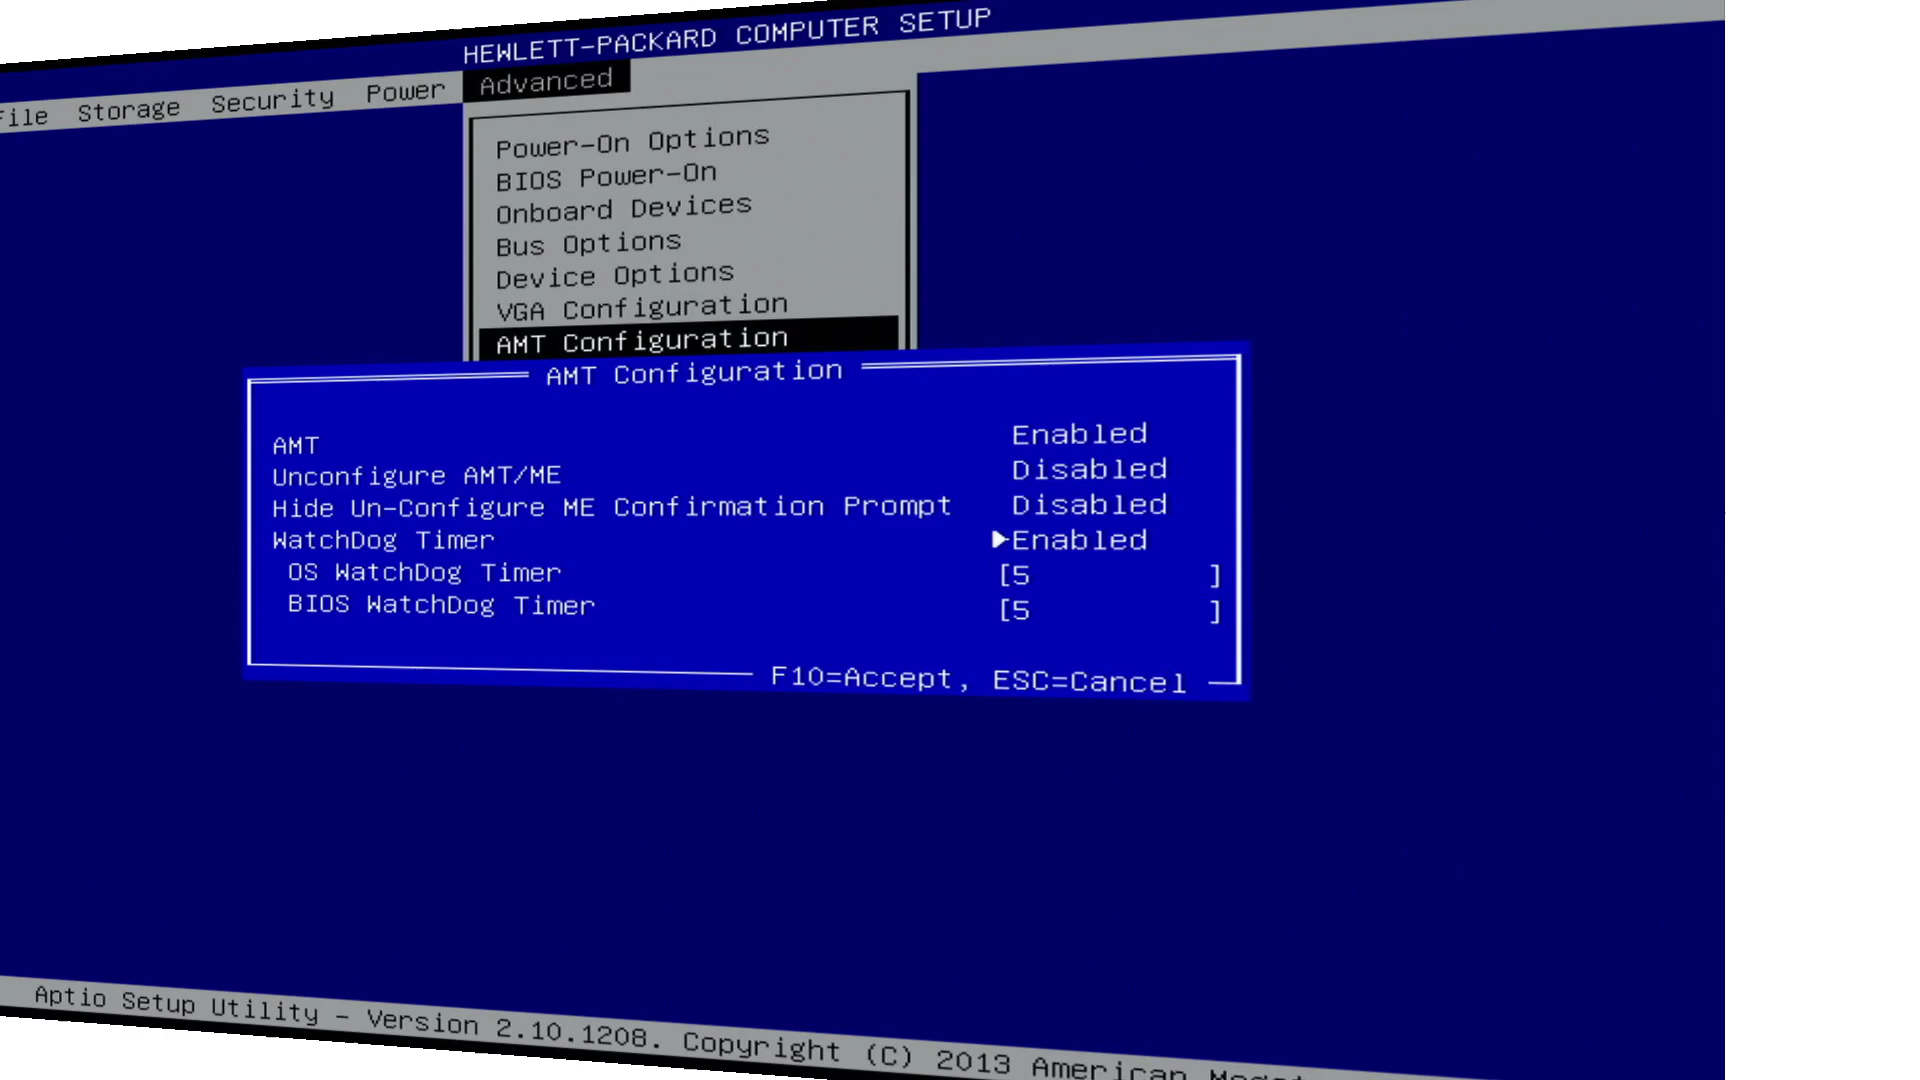 HEWLETT-PACKARD COMPUTER SETUP
File Storage Security Power Advanced
Power-On Options
BIOS Power-On
Onboard Devices
Bus Options
Device Options
VGA Configuration
AMT Configuration
AMT Configuration
AMT Enabled
Unconfigure AMT/ME Disabled
Hide Un-Configure ME Confirmation Prompt Disabled
WatchDog Timer ▶Enabled
OS WatchDog Timer [5 ]
BIOS WatchDog Timer [5 ]
F10=Accept, ESC=Cancel
Aptio Setup Utility - Version 2.10.1208. Copyright (C) 2013 American